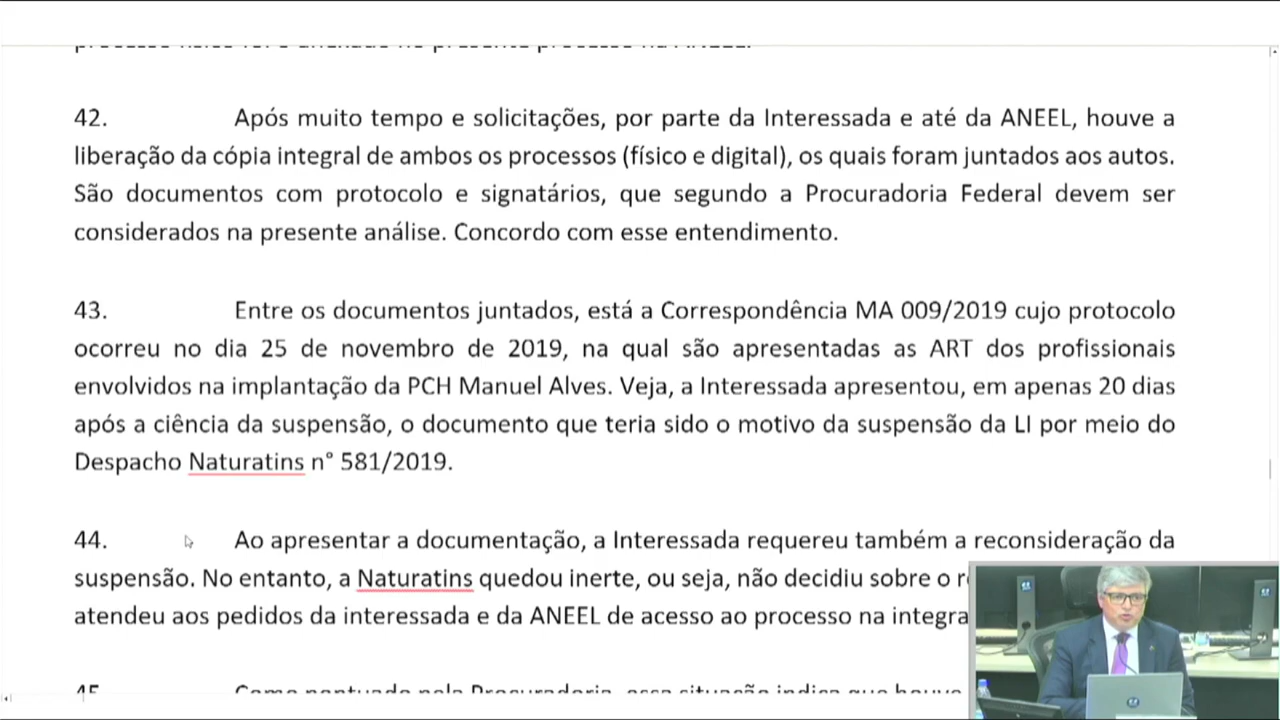 42. Após muito tempo e solicitações, por parte da Interessada e até da ANEEL, houve a
liberação da cópia integral de ambos os processos (físico e digital), os quais foram juntados aos autos.
São documentos com protocolo e signatários, que segundo a Procuradoria Federal devem ser
considerados na presente análise. Concordo com esse entendimento.
43. Entre os documentos juntados, está a Correspondência MA 009/2019 cujo protocolo
ocorreu no dia 25 de novembro de 2019, na qual são apresentadas as ART dos profissionais
envolvidos na implantação da PCH Manuel Alves. Veja, a Interessada apresentou, em apenas 20 dias
após a ciência da suspensão, o documento que teria sido o motivo da suspensão da LI por meio do
Despacho Naturatins n° 581/2019.
44. Ao apresentar a documentação, a Interessada requereu também a reconsideração da
suspensão. No entanto, a Naturatins quedou inerte, ou seja, não decidiu sobre o
atendeu aos pedidos da interessada e da ANEEL de acesso ao processo na integra